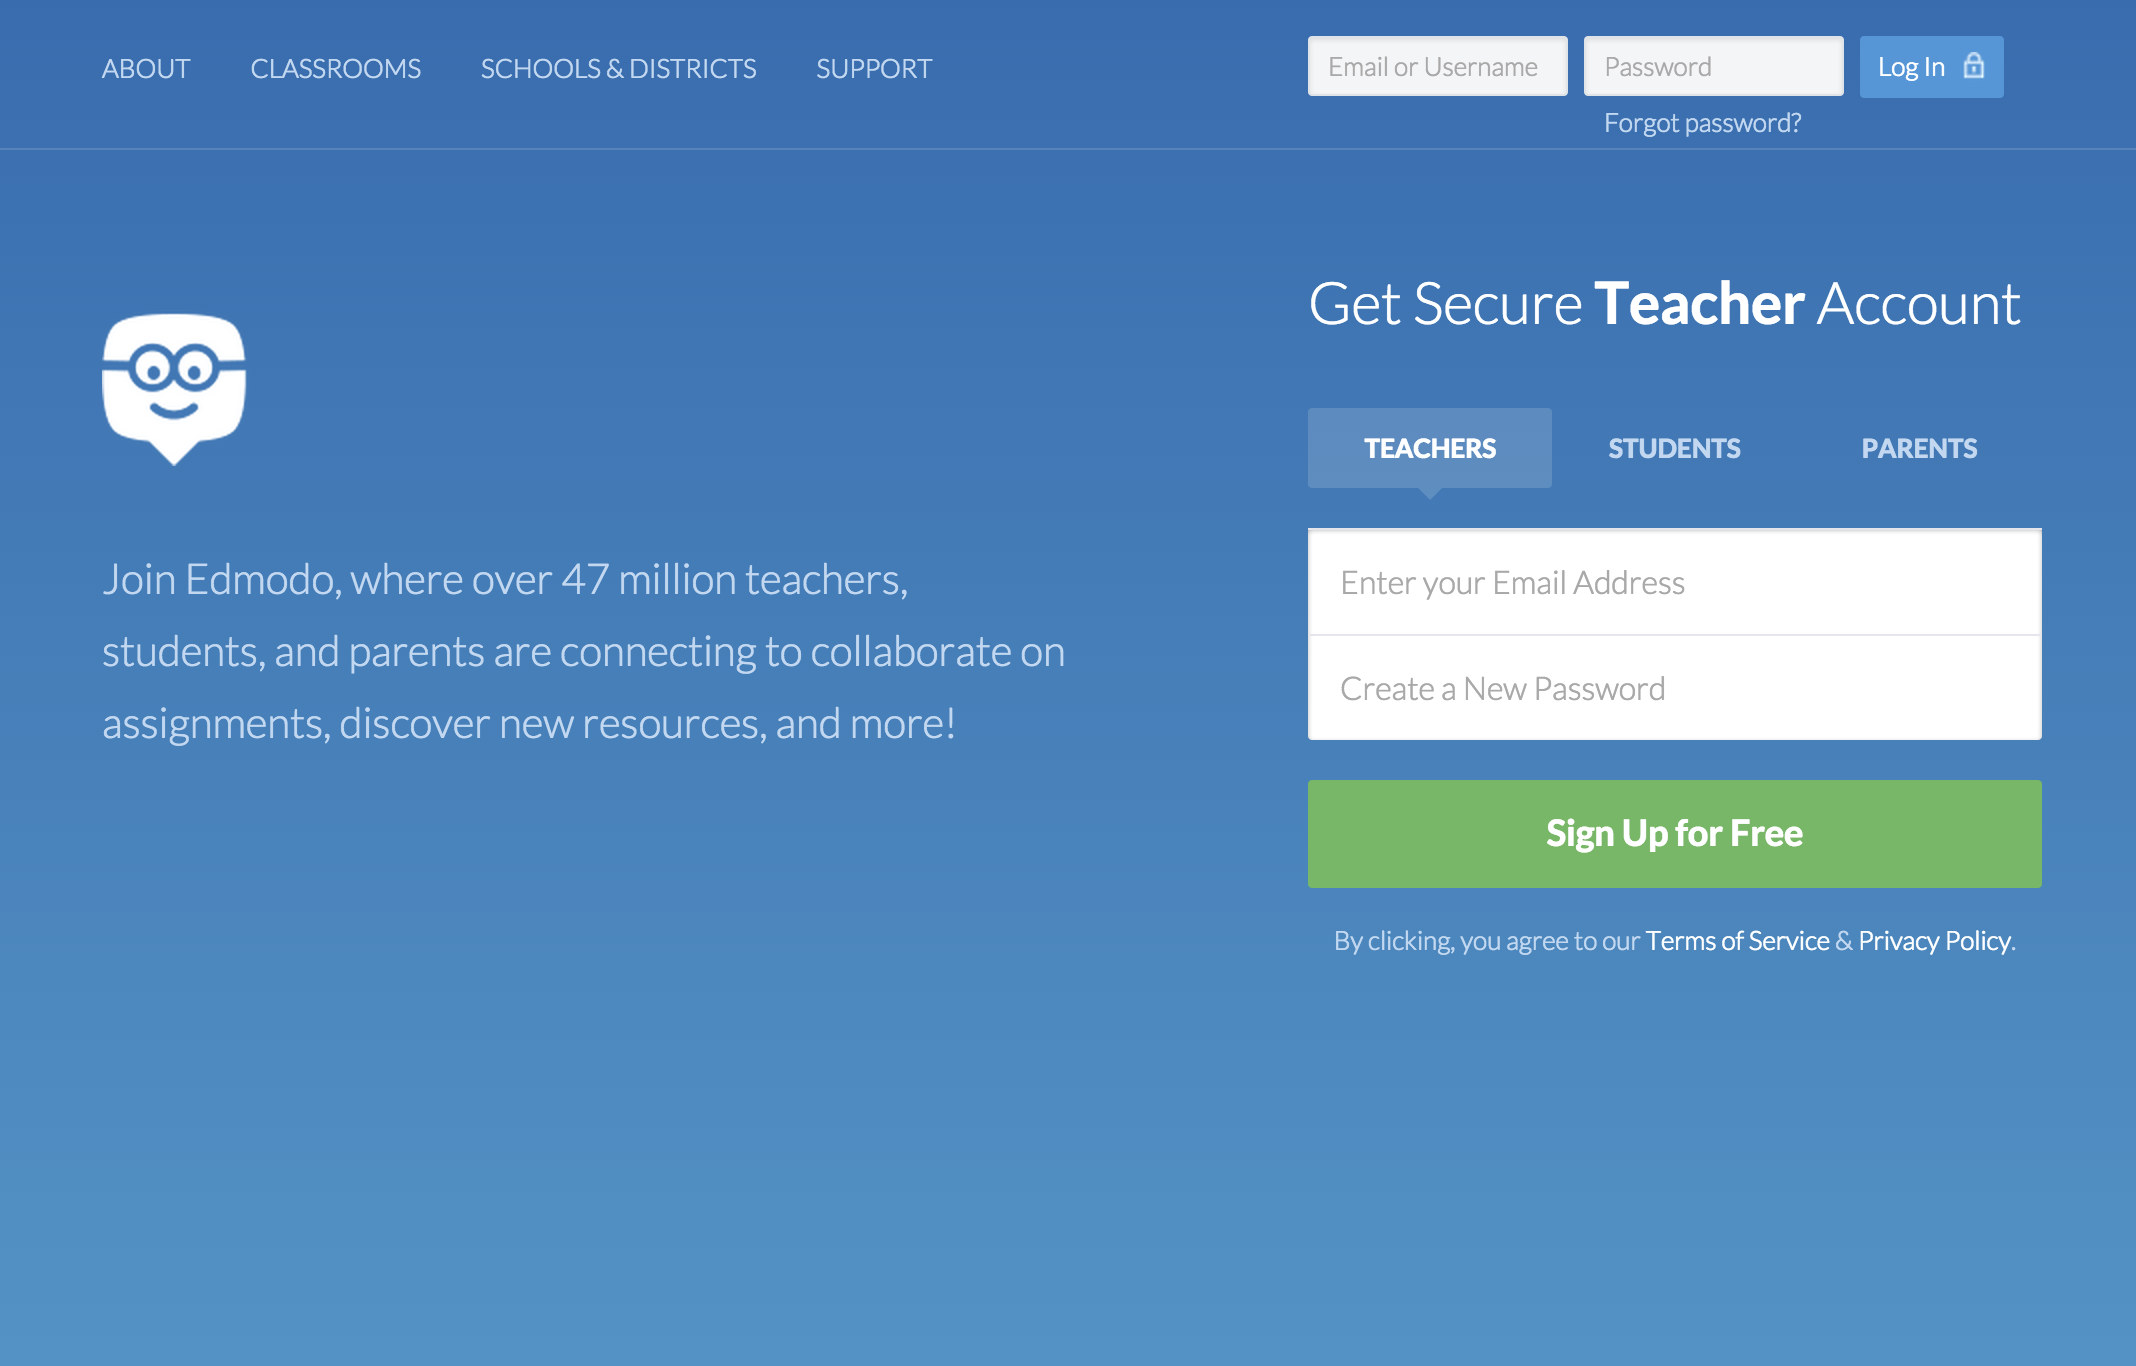 ABOUT CLASSROOMS SCHOOLS & DISTRICTS SUPPORT
Email or Username Password Log In
Forgot password?
Get Secure Teacher Account
TEACHERS STUDENTS PARENTS
Join Edmodo, where over 47 million teachers,
students, and parents are connecting to collaborate on
assignments, discover new resources, and more!
Enter your Email Address
Create a New Password
Sign Up for Free
By clicking, you agree to our Terms of Service & Privacy Policy.